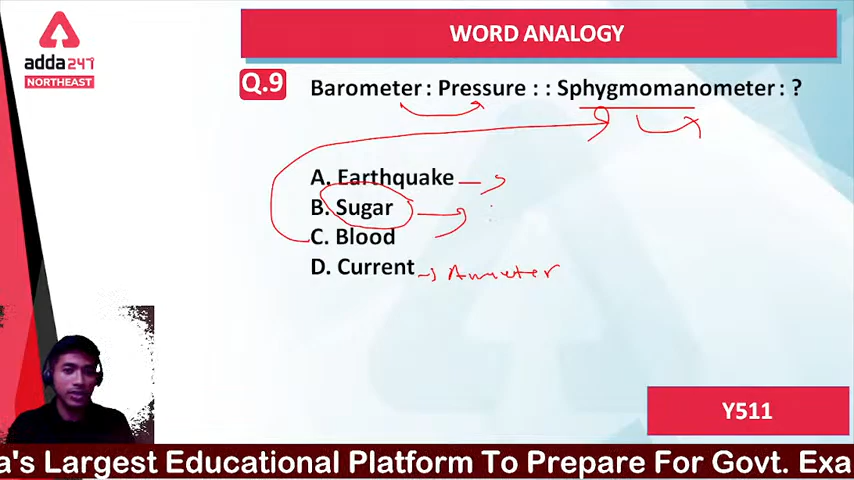 WORD ANALOGY
adda247
NORTHEAST
Q.9 Barometer : Pressure : : Sphygmomanometer : ?
A. Earthquake
B. Sugar
C. Blood
D. Current → Ammeter
Y511
a's Largest Educational Platform To Prepare For Govt. Exa